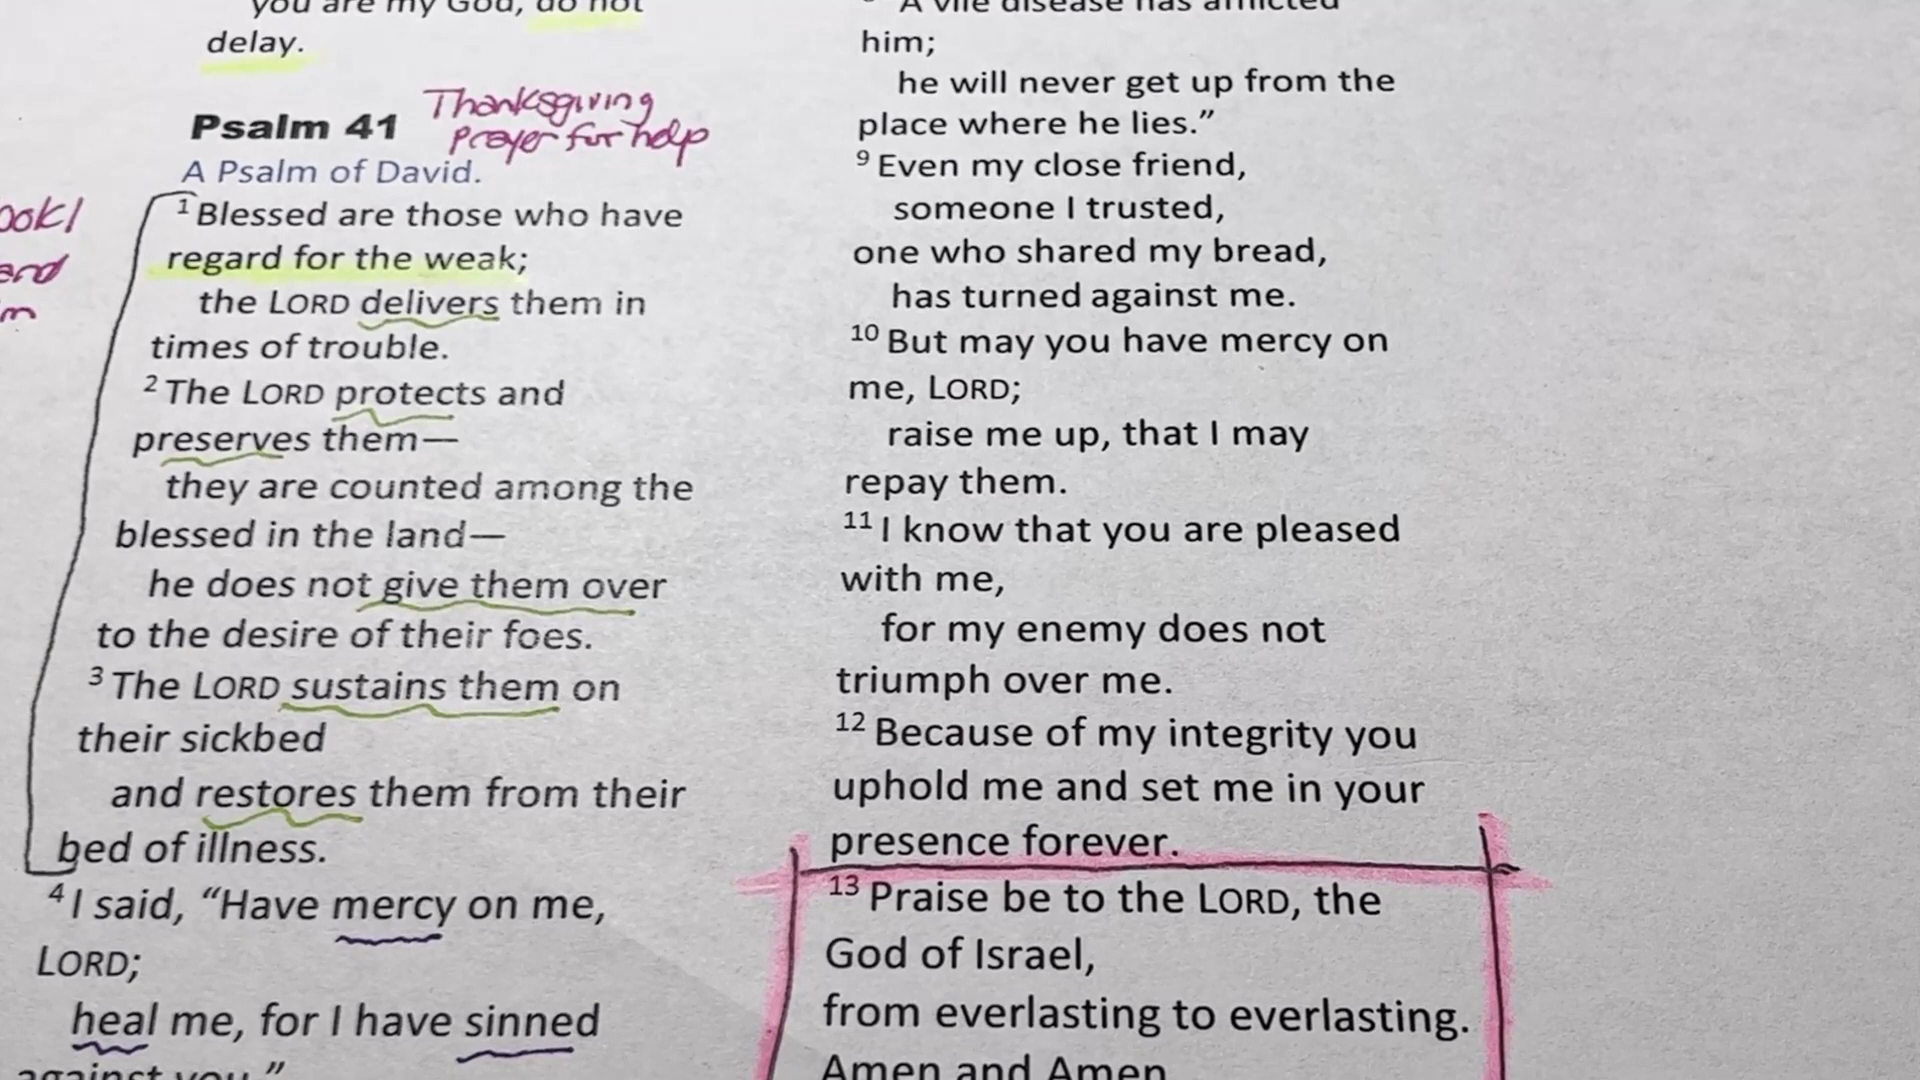 you are my God, do not
delay.
Psalm 41
Thanksgiving
prayer for help
A Psalm of David.
1 Blessed are those who have
regard for the weak;
the LORD delivers them in
times of trouble.
2 The LORD protects and
preserves them—
they are counted among the
blessed in the land—
he does not give them over
to the desire of their foes.
3 The LORD sustains them on
their sickbed
and restores them from their
bed of illness.
4 I said, “Have mercy on me,
LORD;
heal me, for I have sinned
against you.”
A vile disease has afflicted
him;
he will never get up from the
place where he lies.”
9 Even my close friend,
someone I trusted,
one who shared my bread,
has turned against me.
10 But may you have mercy on
me, LORD;
raise me up, that I may
repay them.
11 I know that you are pleased
with me,
for my enemy does not
triumph over me.
12 Because of my integrity you
uphold me and set me in your
presence forever.
13 Praise be to the LORD, the
God of Israel,
from everlasting to everlasting.
Amen and Amen